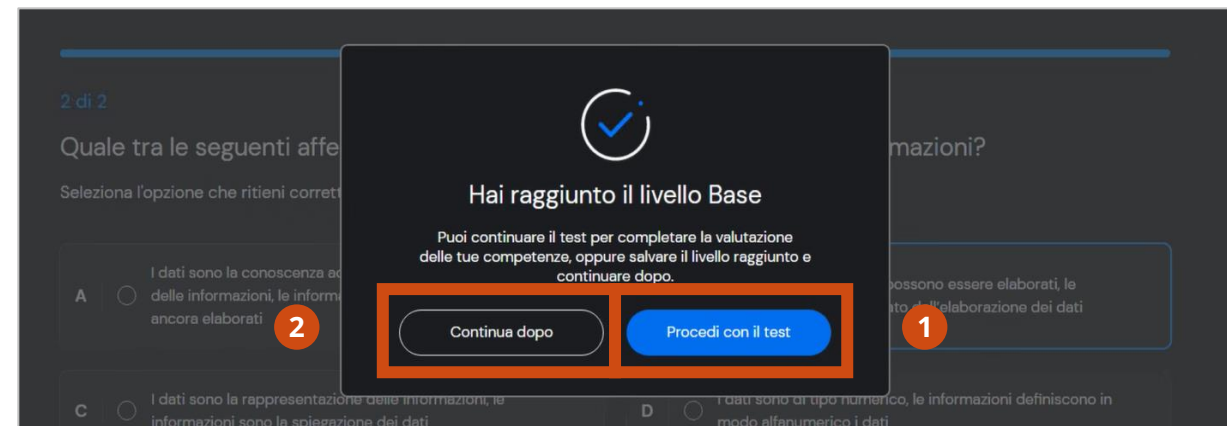 2 di 2
Quale tra le seguenti affe mazioni?
Seleziona l'opzione che ritieni corrett
Hai raggiunto il livello Base
Puoi continuare il test per completare la valutazione
delle tue competenze, oppure salvare il livello raggiunto e
continuare dopo.
A
I dati sono la conoscenza
delle informazioni, le
ancora elaborati
possono essere elaborati, le
dell'elaborazione dei dati
2
Continua dopo
Procedi con il test
1
C
I dati sono la rappresentazione delle informazioni, le
informazioni sono la spiegazione dei dati
D
I dati sono di tipo numerico, le informazioni definiscono in
modo alfanumerico i dati